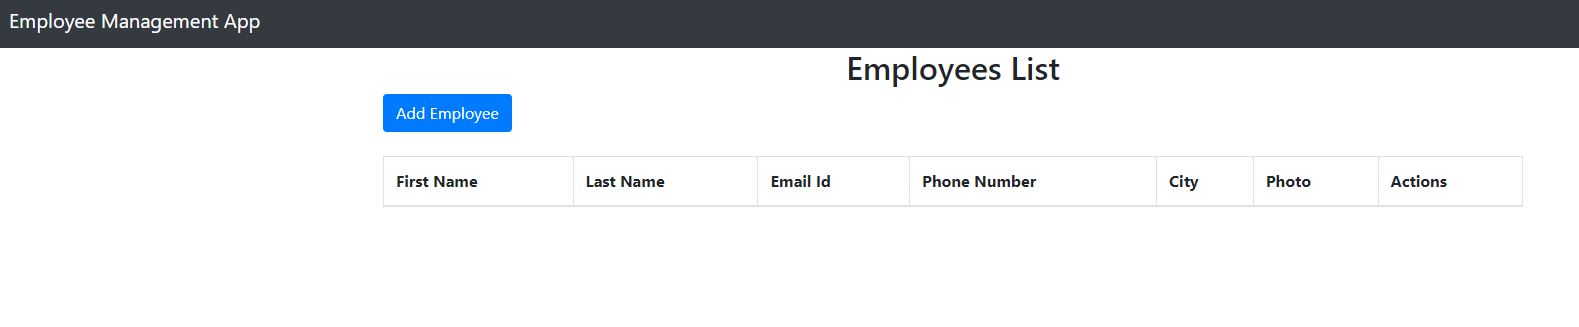 Employee Management App
Employees List
Add Employee
First Name Last Name Email Id Phone Number City Photo Actions